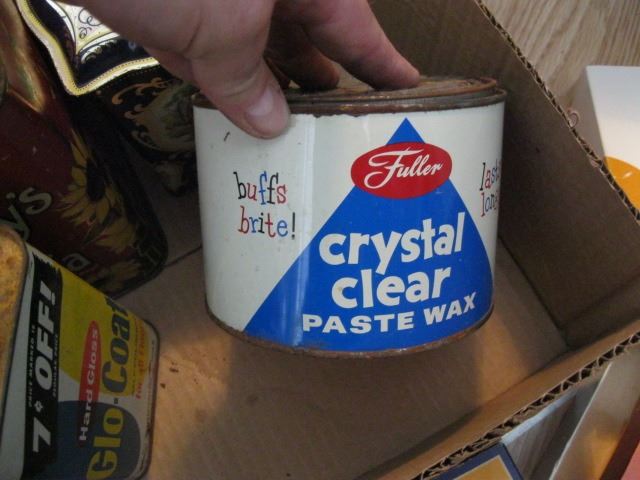 Fuller
buffs
brite!
crystal
clear
PASTE WAX
7¢ OFF!
Hard Gloss
Glo-Coat